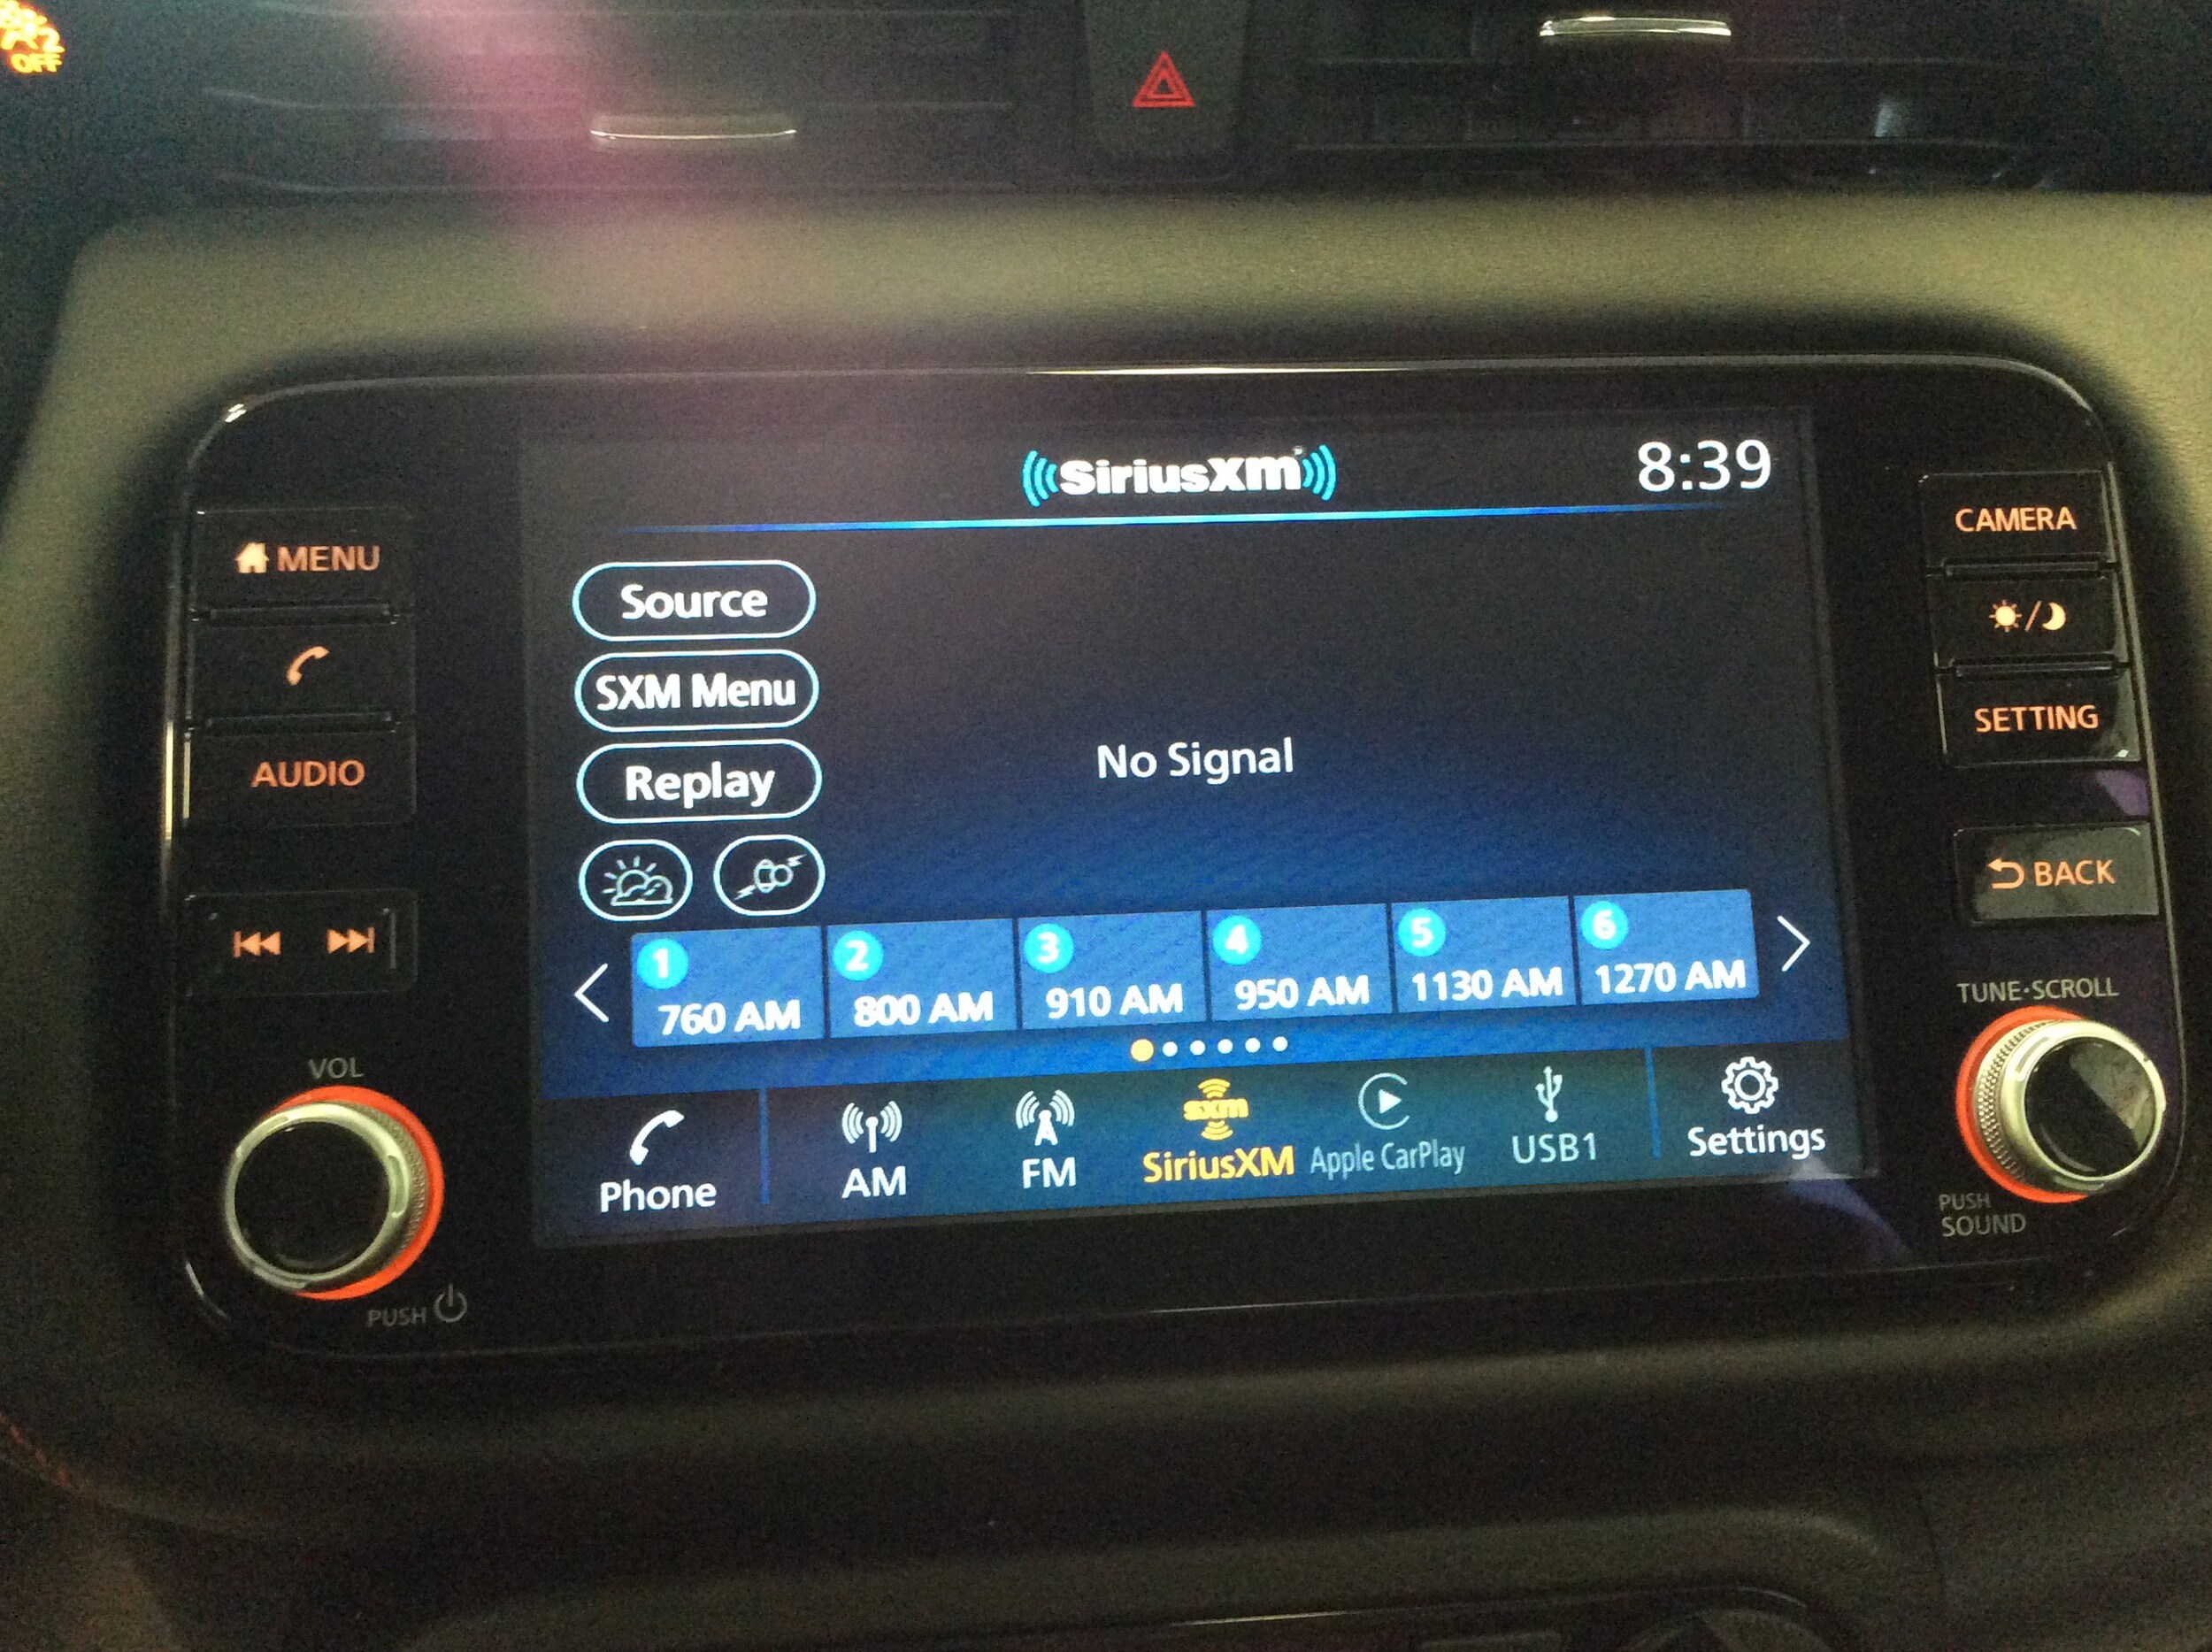 OFF
SiriusXM
8:39
MENU
CAMERA
Source
SXM Menu
SETTING
No Signal
AUDIO
Replay
BACK
1
2
3
4
5
6
760 AM
800 AM
910 AM
950 AM
1130 AM
1270 AM
TUNE·SCROLL
VOL
Phone
AM
FM
sxm
SiriusXM
Apple CarPlay
USB1
Settings
PUSH
SOUND
PUSH